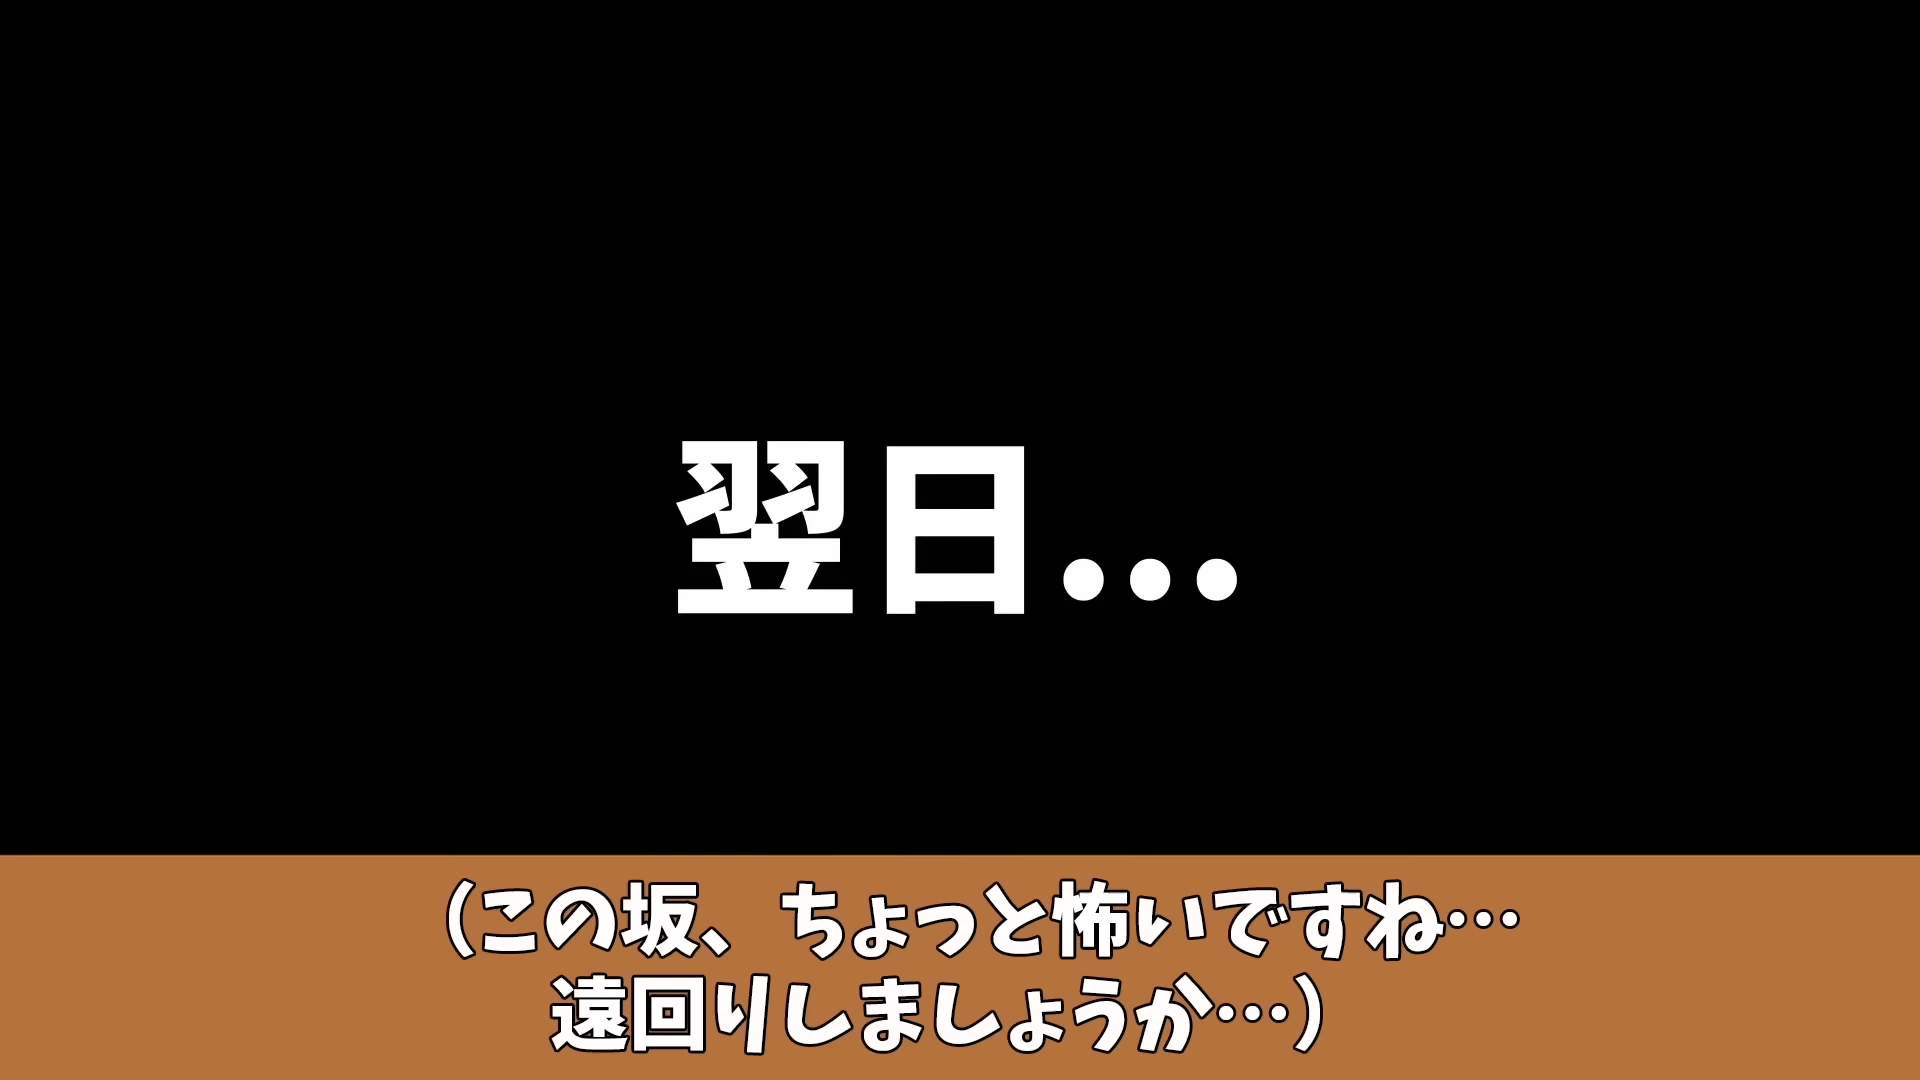 翌日...
（この坂、ちょっと怖いですね…
遠回りしましょうか…）